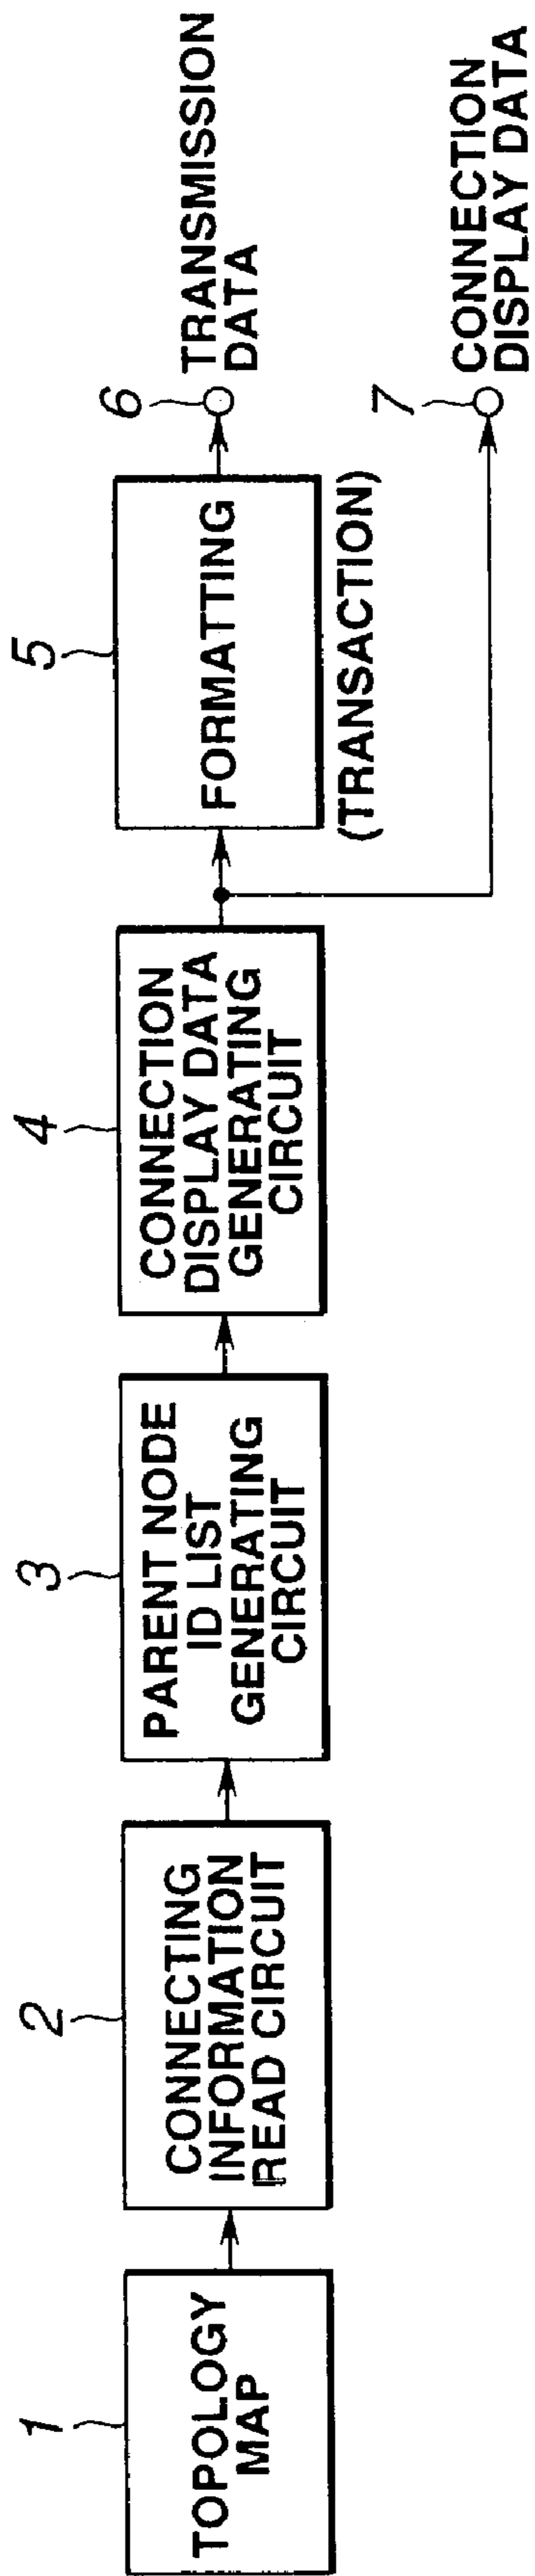 1
TOPOLOGY
MAP
2
CONNECTING
INFORMATION
READ CIRCUIT
3
PARENT NODE
ID LIST
GENERATING
CIRCUIT
4
CONNECTION
DISPLAY DATA
GENERATING
CIRCUIT
5
FORMATTING
(TRANSACTION)
6
TRANSMISSION
DATA
7
CONNECTION
DISPLAY DATA